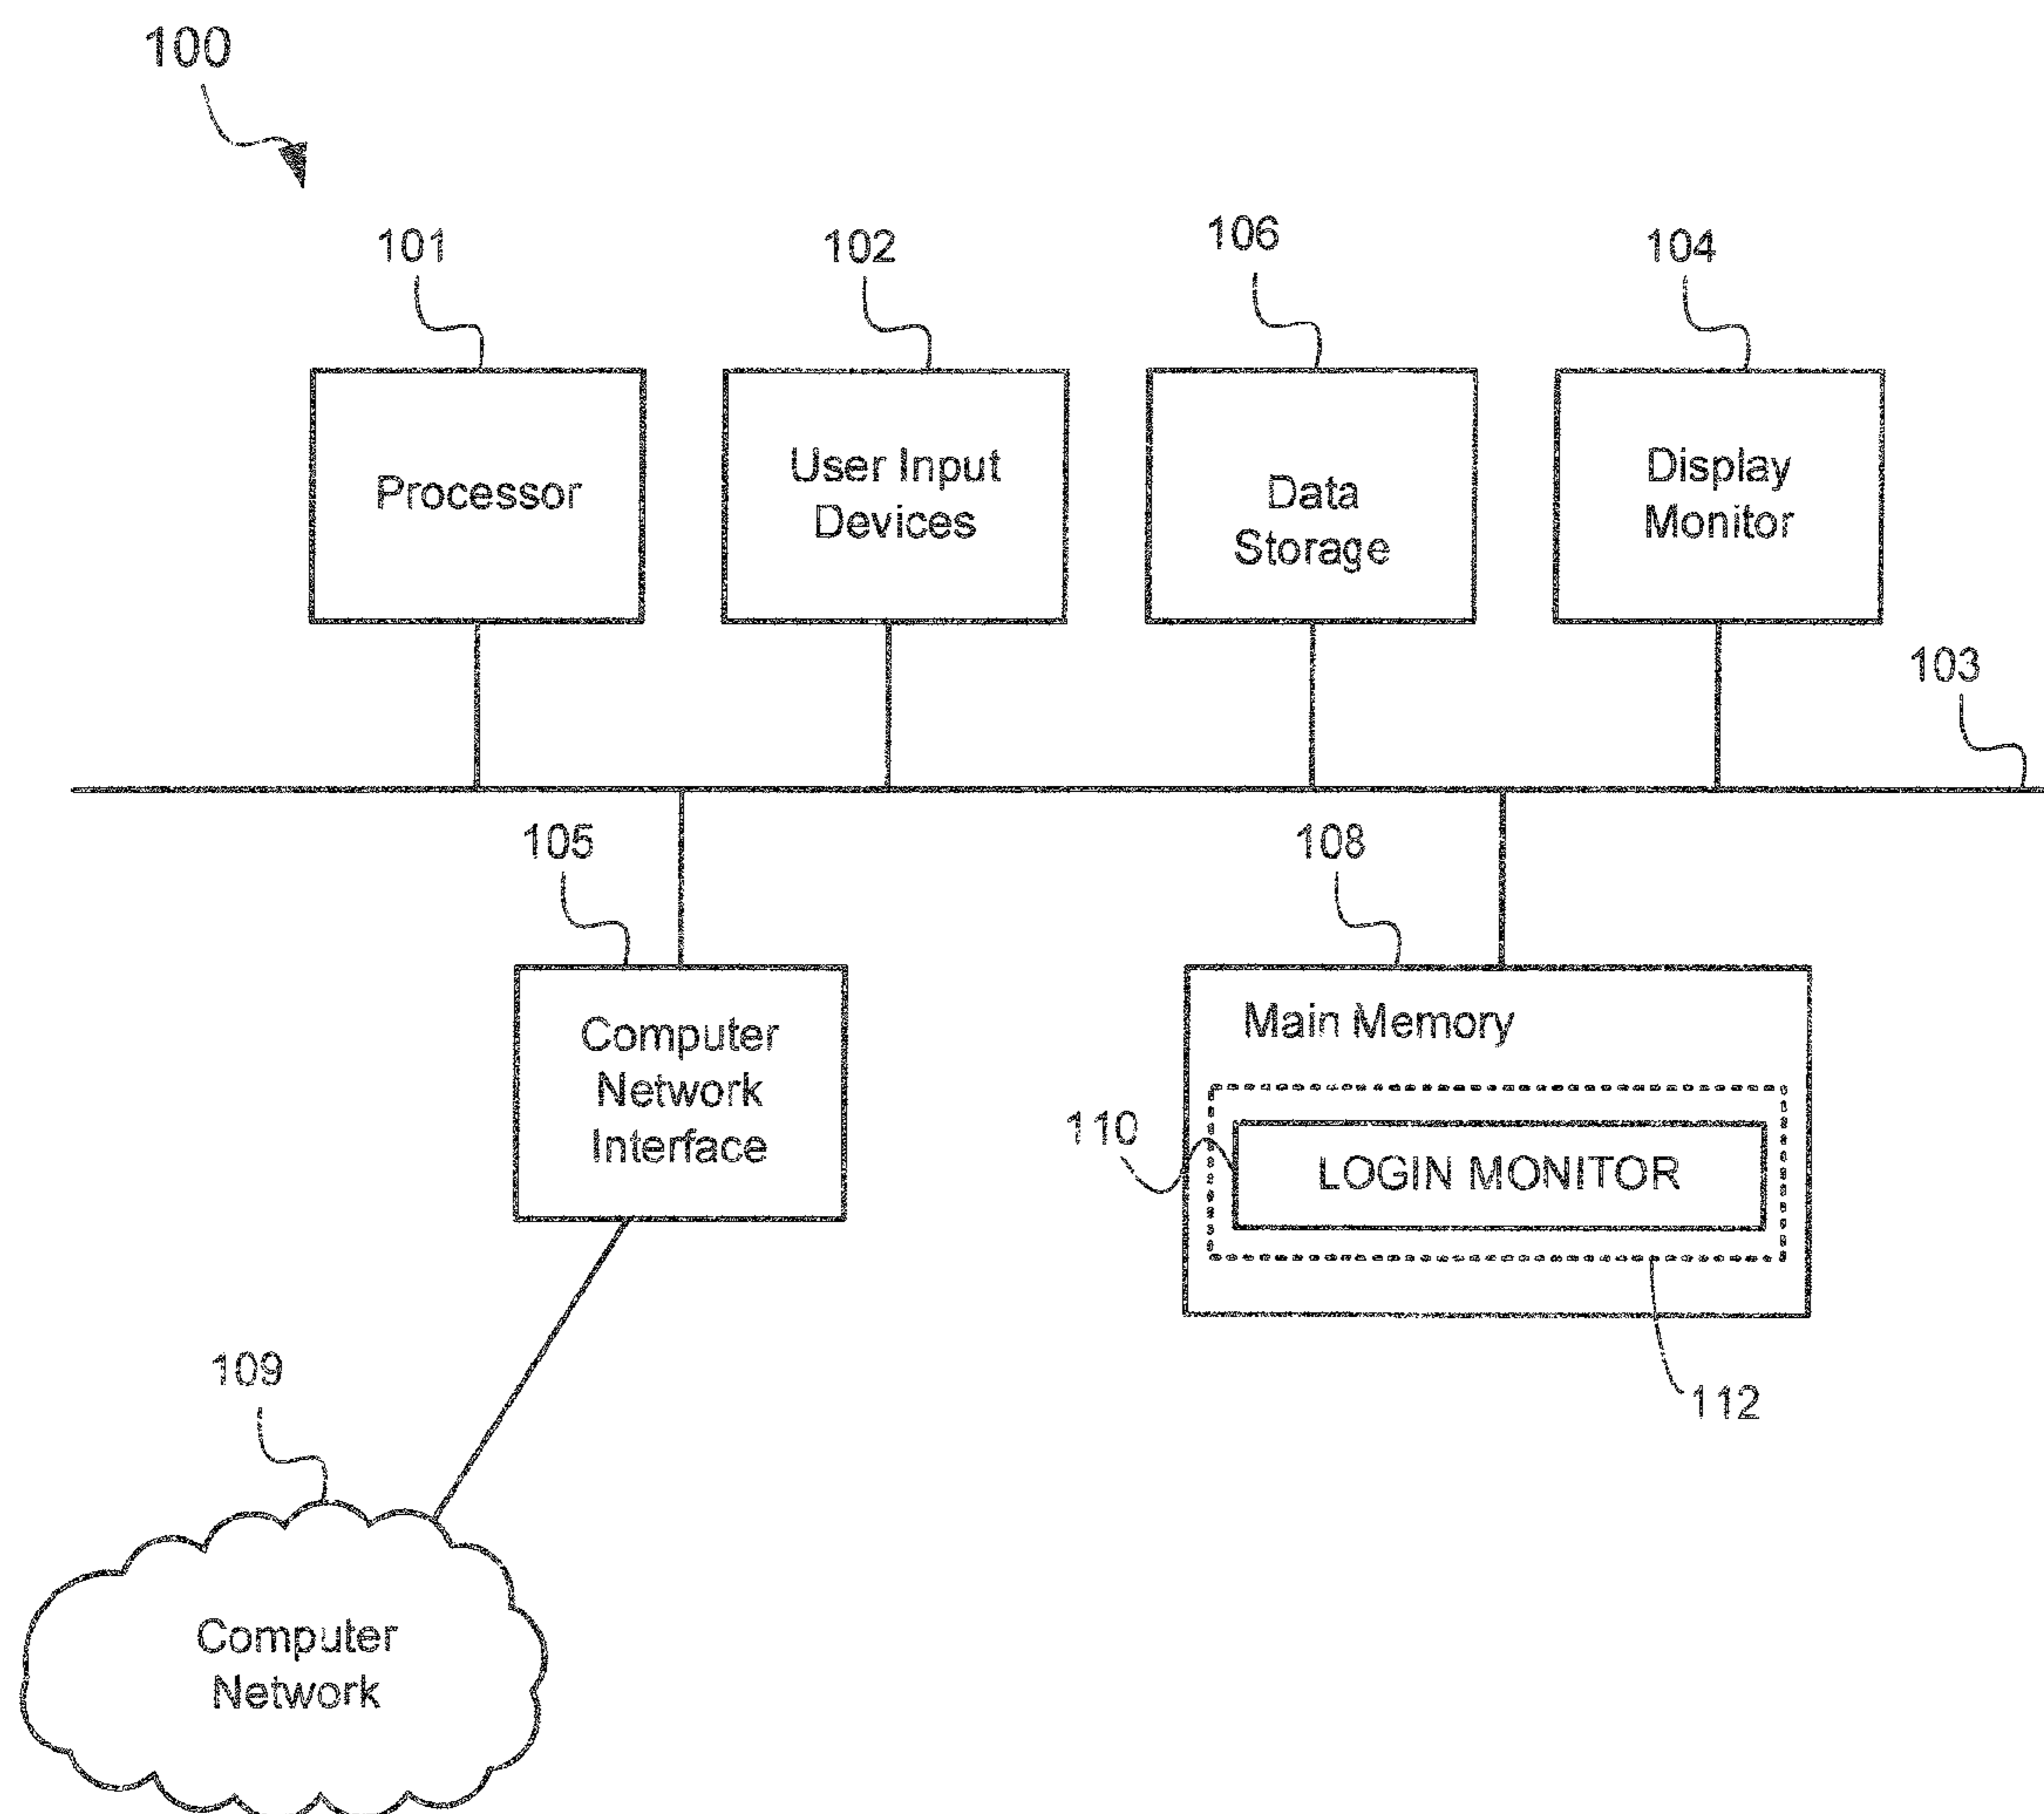 100
101
102
106
104
Processor
User Input
Devices
Data
Storage
Display
Monitor
103
105
108
Computer
Network
Interface
Main Memory
110
LOGIN MONITOR
112
109
Computer
Network